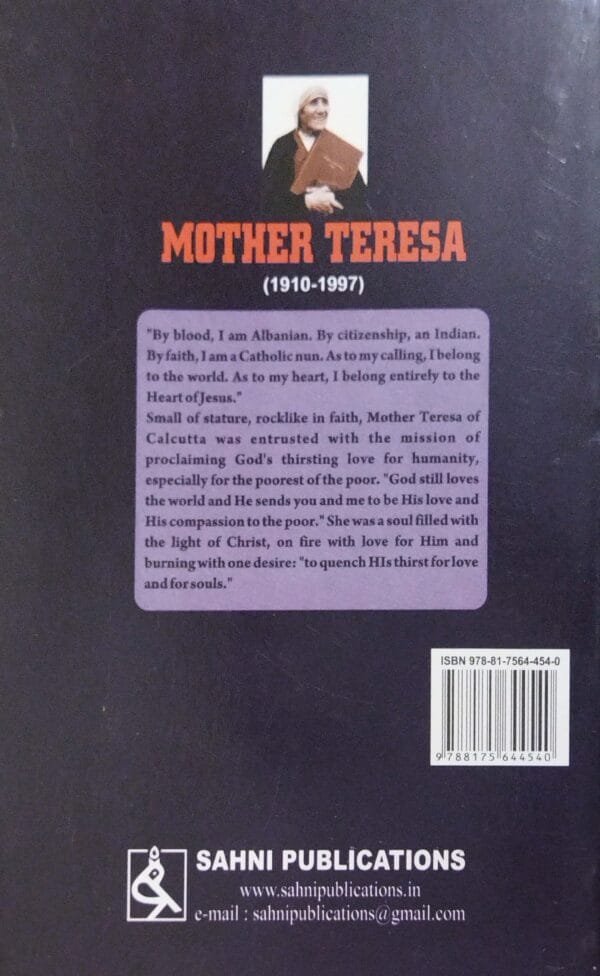 MOTHER TERESA
(1910-1997)
"By blood, I am Albanian. By citizenship, an Indian.
By faith, I am a Catholic nun. As to my calling, I belong
to the world. As to my heart, I belong entirely to the
Heart of Jesus."
Small of stature, rocklike in faith, Mother Teresa of
Calcutta was entrusted with the mission of
proclaiming God's thirsting love for humanity,
especially for the poorest of the poor. "God still loves
the world and He sends you and me to be His love and
His compassion to the poor." She was a soul filled with
the light of Christ, on fire with love for Him and
burning with one desire: "to quench HIs thirst for love
and for souls."
ISBN 978-81-7564-454-0
9 788175 644540
SAHNI PUBLICATIONS
www.sahnipublications.in
e-mail : sahnipublications@gmail.com